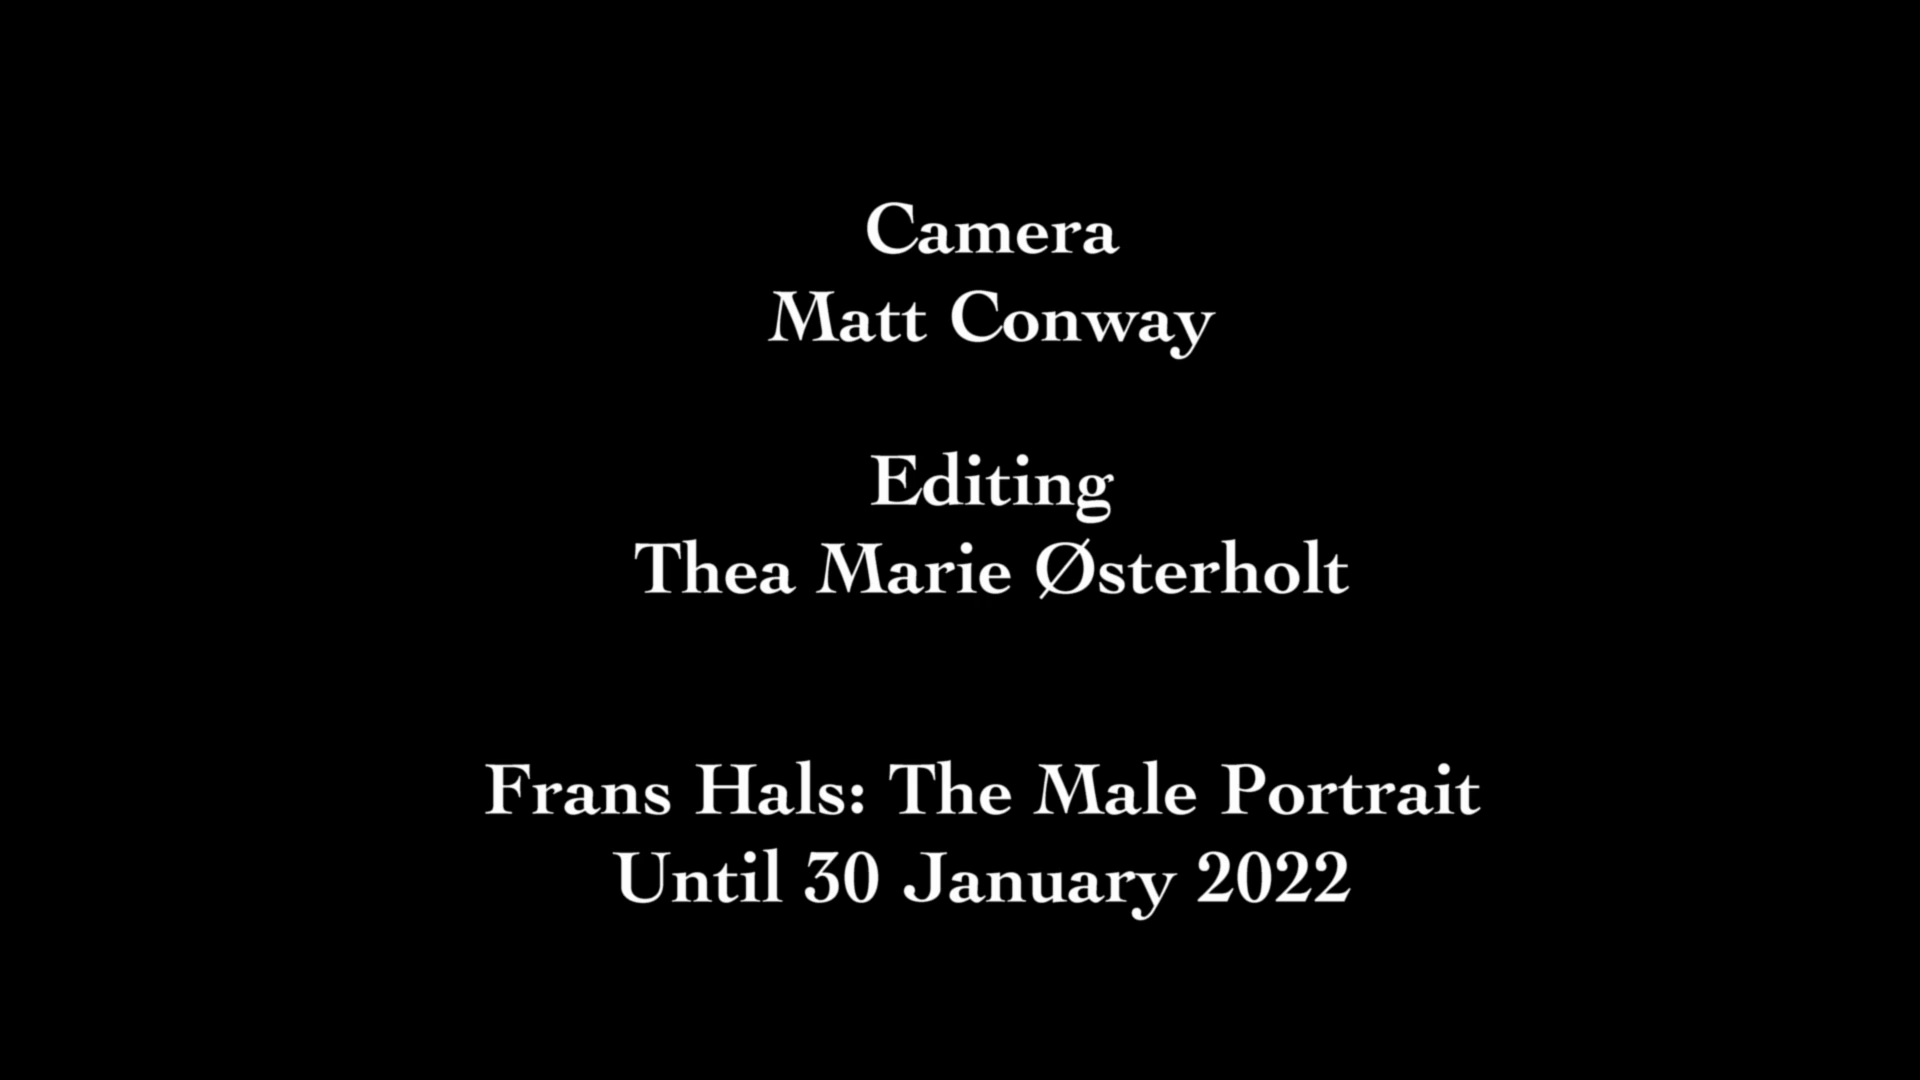 Camera
Matt Conway
Editing
Thea Marie Østerholt
Frans Hals: The Male Portrait
Until 30 January 2022